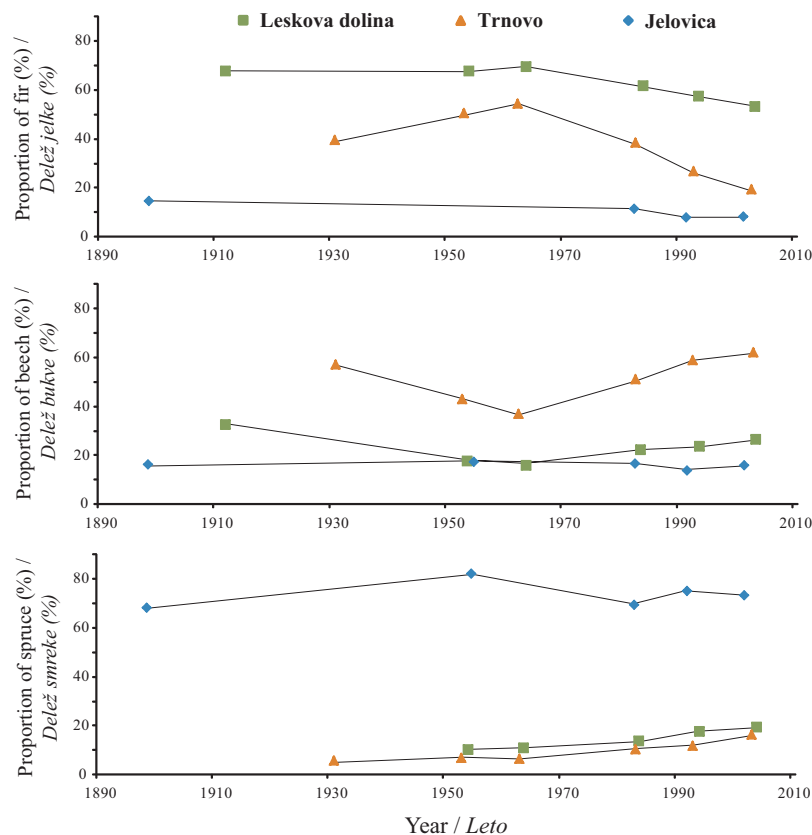 Leskova dolina Trnovo Jelovica
Proportion of fir (%) /
Delež jelke (%)
80
60
40
20
0
1890 1910 1930 1950 1970 1990 2010
Proportion of beech (%) /
Delež bukve (%)
80
60
40
20
0
1890 1910 1930 1950 1970 1990 2010
Proportion of spruce (%) /
Delež smreke (%)
80
60
40
20
0
1890 1910 1930 1950 1970 1990 2010
Year / Leto